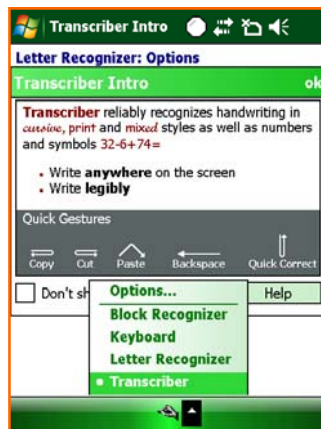 Transcriber Intro
Letter Recognizer: Options
Transcriber Intro ok
Transcriber reliably recognizes handwriting in
cursive, print and mixed styles as well as numbers
and symbols 32-6+74=
• Write anywhere on the screen
• Write legibly
Quick Gestures
Copy Cut Paste Backspace Quick Correct
Don't sh
Help
Options...
Block Recognizer
Keyboard
Letter Recognizer
• Transcriber